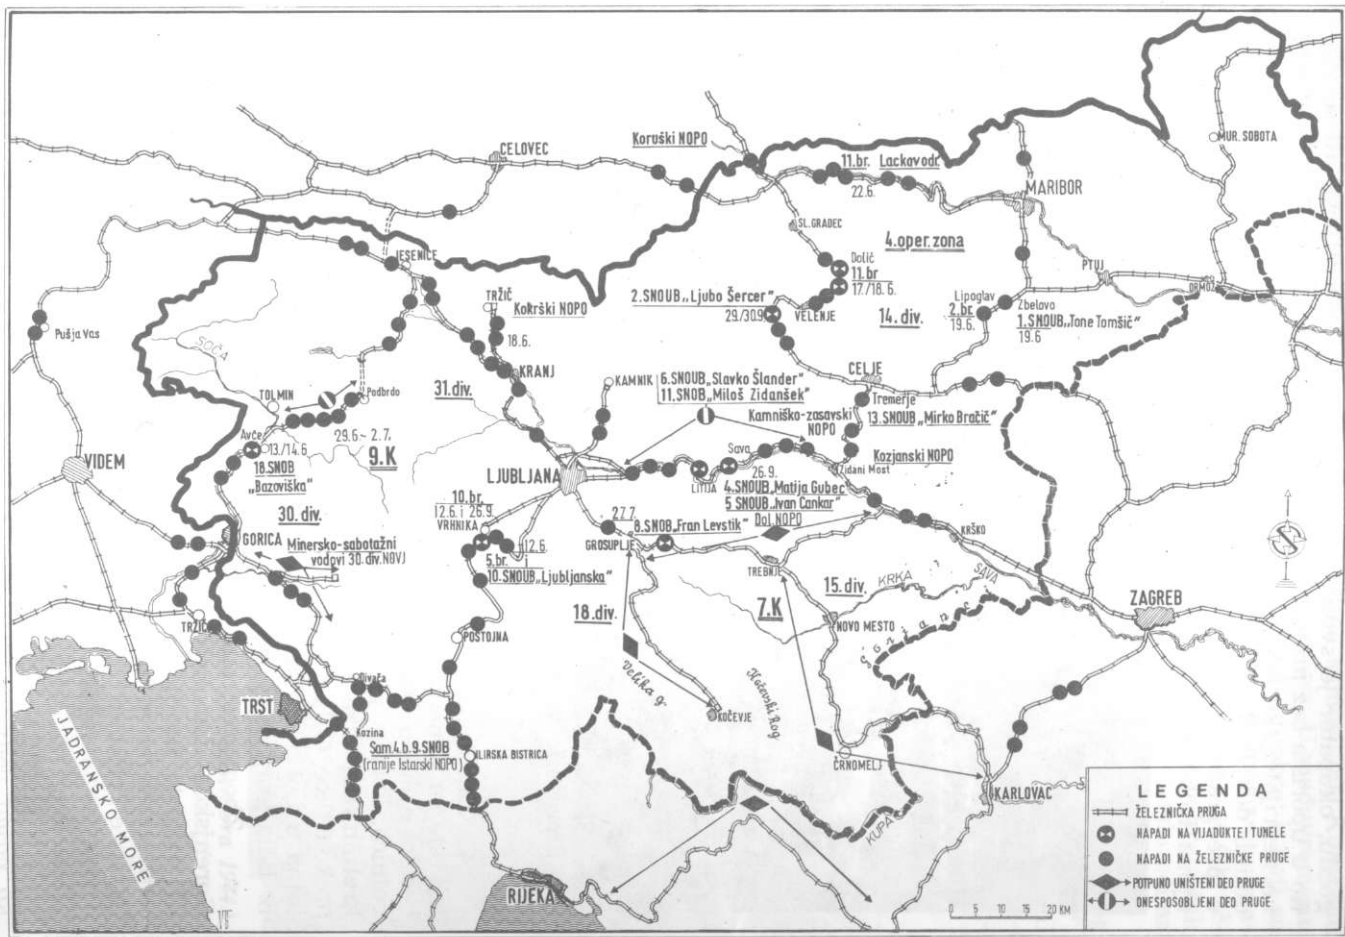 MUR. SOBOTA
Koruški NOPO
CELOVEC
11.br.
Lackov odr.
22.6.
MARIBOR
SL.GRADEC
4.oper.zona
Dolič
11.br
17./18.6.
JESENICE
PTUJ
ORMOŽ
TRŽIČ
Kokrški NOPO
18.6.
2.SNOUB „Ljubo Šercer"
29./30.9.
VELENJE
14.div.
Lipoglav
2.br.
19.6.
Zbelovo
1.SNOUB „Tone Tomšič"
19.6
Pušja Vas
SOČA
KRANJ
KAMNIK
6.SNOUB „Slavko Šlander"
11.SNOB „Miloš Zidanšek"
CELJE
TOLMIN
Podbrdo
31.div.
Kamniško-zasavski
NOPO
Tremerje
13.SNOUB „Mirko Bračič"
Avče
13./14.6
29.6.- 2.7.
9.K
18.SNOB
„Bazoviška"
VIDEM
LJUBLJANA
Sava
26.9.
LITIJA
Zidani Most
Kozjanski NOPO
4.SNOUB „Matija Gubec"
5.SNOUB „Ivan Cankar"
Dol.NOPO
10.br.
12.6. i 26.9.
VRHNIKA
30.div.
27.7.
8.SNOB „Fran Levstik"
GROSUPLJE
12.6.
5.br. i
10.SNOUB „Ljubljanska"
GORICA
Minersko-sabotažni
vodovi 30.div.NOVJ
KRŠKO
TREBNJE
15.div.
KRKA
SAVA
ZAGREB
TRŽIČ
18.div.
7.K
NOVO MESTO
Gorjanci
POSTOJNA
Velika g.
Kočevski Rog
KOČEVJE
Divača
TRST
Kozina
Sam.4.b.9.SNOB
(ranije Istarski NOPO)
ILIRSKA BISTRICA
ČRNOMELJ
KARLOVAC
KUPA
JADRANSKO MORE
RIJEKA
LEGENDA
ŽELEZNIČKA PRUGA
NAPADI NA VIJADUKTE I TUNELE
NAPADI NA ŽELEZNIČKE PRUGE
POTPUNO UNIŠTENI DEO PRUGE
ONESPOSOBLJENI DEO PRUGE
0 5 10 15 20 KM